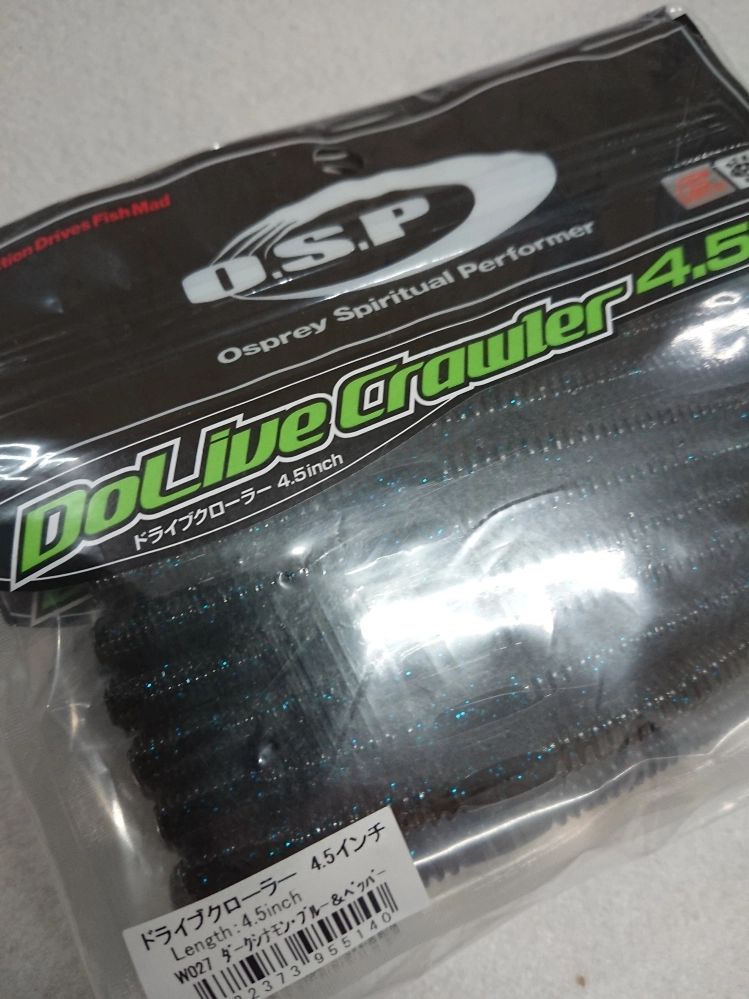 tion Drives Fish Mad
O.S.P
Osprey Spiritual Performer
DoLive Crawler 4.5
ドライブクローラー 4.5inch
ドライブクローラー 4.5インチ
Length:4.5inch
W027 ダークシナモン・ブルー&ペッパー
2373 955140